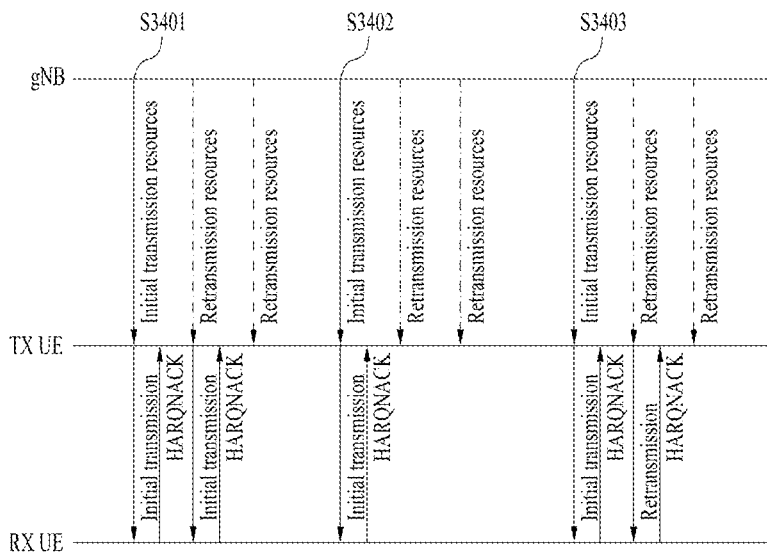 S3401
S3402
S3403
gNB
Initial transmission resources
Retransmission resources
Retransmission resources
Initial transmission resources
Retransmission resources
Retransmission resources
Initial transmission resources
Retransmission resources
Retransmission resources
TX UE
Initial transmission
HARQNACK
Initial transmission
HARQNACK
Initial transmission
HARQNACK
Initial transmission
HARQNACK
Retransmission
HARQNACK
RX UE